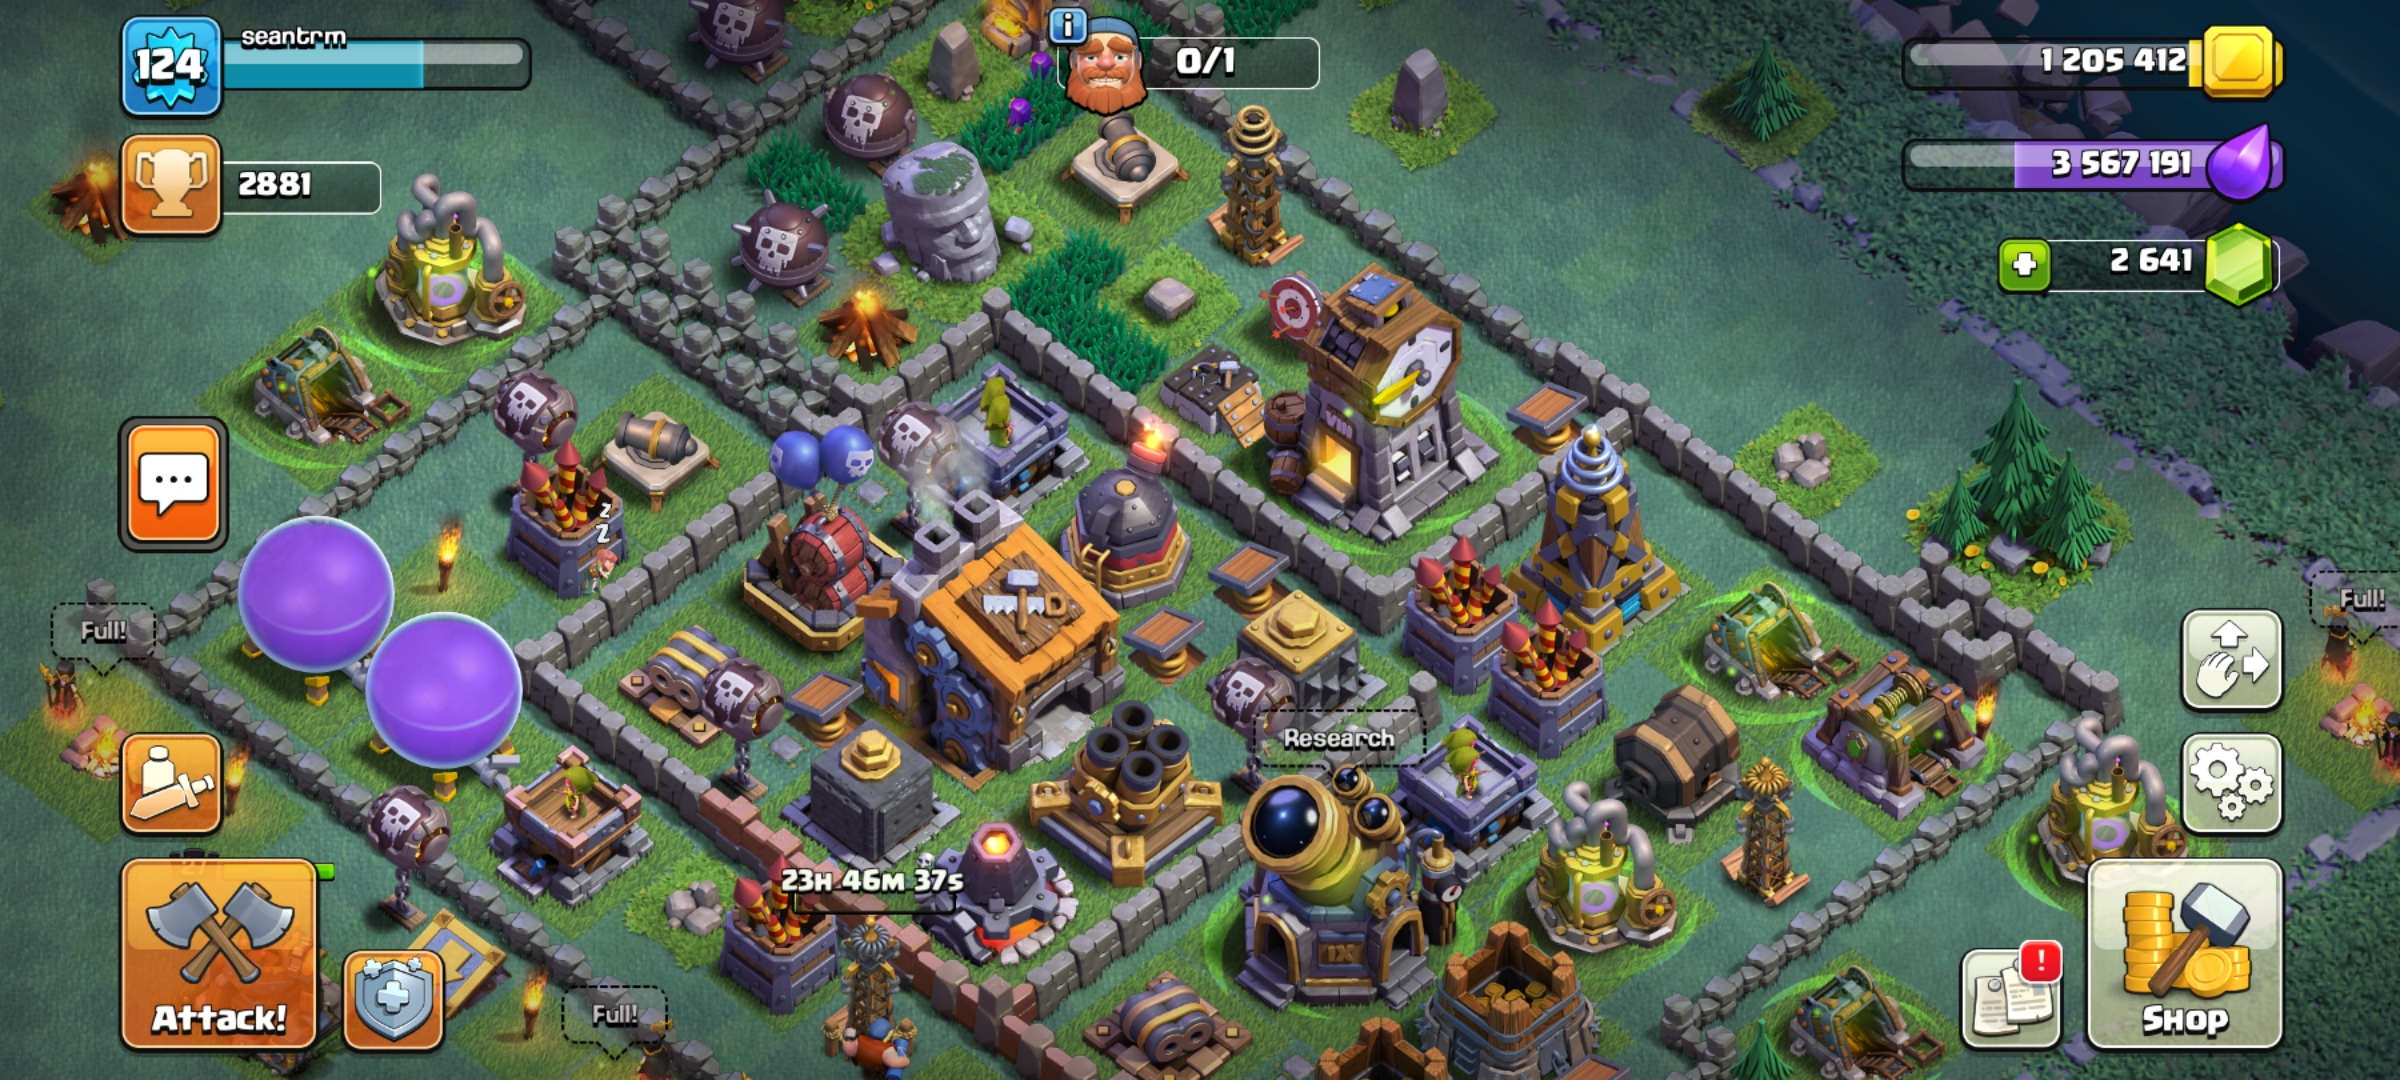 124
seantrm
i
0/1
1 205 412
2881
3 567 191
2 641
VIII
z
z
Full!
Full!
Research
23H 46M 37s
IX
Full!
!
Attack!
Shop